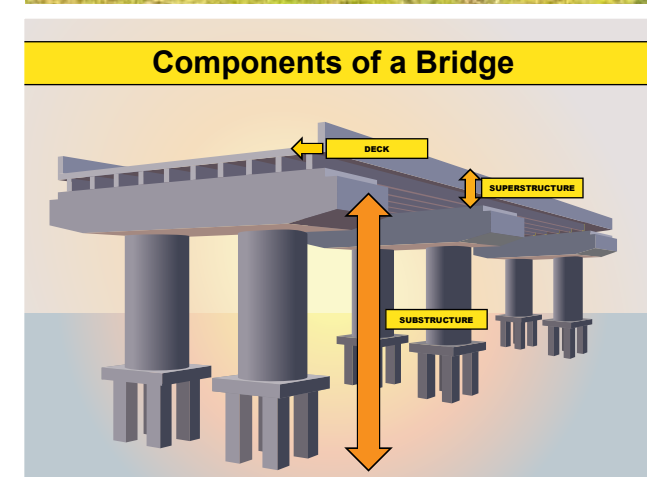 Components of a Bridge
DECK
SUPERSTRUCTURE
SUBSTRUCTURE